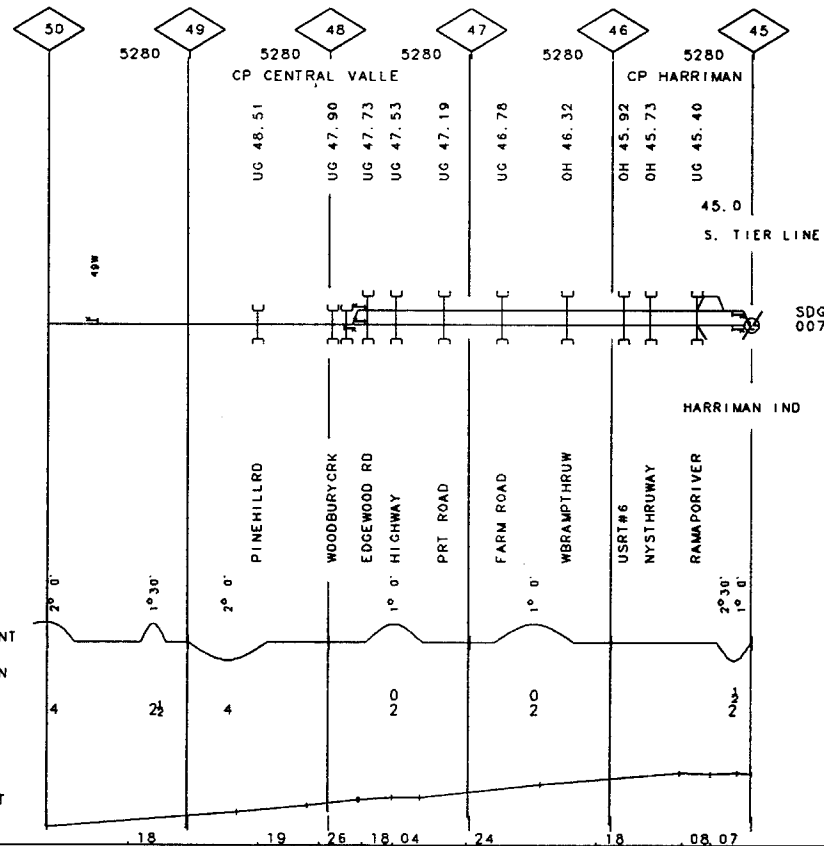 50 49 48 47 46 45
5280 5280 5280 5280 5280
CP CENTRAL VALLE CP HARRIMAN
UG 48.51
UG 47.90
UG 47.73
UG 47.53
UG 47.19
UG 46.78
OH 46.32
OH 45.92
OH 45.73
UG 45.40
45.0
S. TIER LINE
49W
SDG
007
HARRIMAN IND
PINEHILLRD
WOODBURYCRK
EDGEWOOD RD
HIGHWAY
PRT ROAD
FARM ROAD
WBRAMPTHRUW
USRT#6
NYSTHRUWAY
RAMAPORIVER
2° 0'
1° 30'
2° 0'
1° 0'
1° 0'
2° 30'
1° 0'
NT
N
4 2½ 4 0 0 ½
2 2 2
T
.18 .19 .26 .18 .04 .24 .18 .08 .07